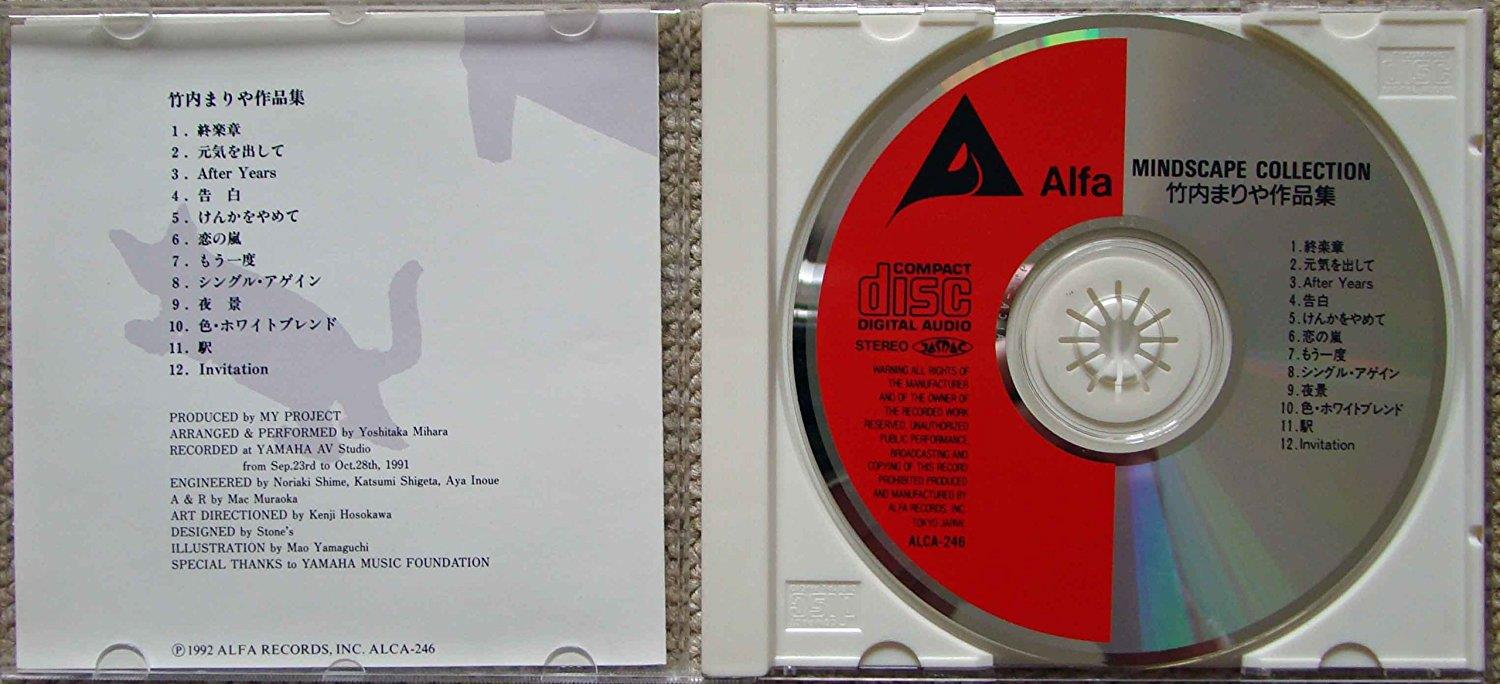 竹内まりや作品集
1. 終楽章
2. 元気を出して
3. After Years
4. 告　白
5. けんかをやめて
6. 恋の嵐
7. もう一度
8. シングル・アゲイン
9. 夜　景
10. 色・ホワイトブレンド
11. 駅
12. Invitation
PRODUCED by MY PROJECT
ARRANGED & PERFORMED by Yoshitaka Mihara
RECORDED at YAMAHA AV Studio
from Sep.23rd to Oct.28th, 1991
ENGINEERED by Noriaki Shime, Katsumi Shigeta, Aya Inoue
A & R by Mac Muraoka
ART DIRECTIONED by Kenji Hosokawa
DESIGNED by Stone's
ILLUSTRATION by Mao Yamaguchi
SPECIAL THANKS to YAMAHA MUSIC FOUNDATION
Ⓟ1992 ALFA RECORDS, INC. ALCA-246
Alfa
MINDSCAPE COLLECTION
竹内まりや作品集
COMPACT
disc
DIGITAL AUDIO
STEREO JASRAC
WARNING ALL RIGHTS OF
THE MANUFACTURER
AND OF THE OWNER OF
THE RECORDED WORK
RESERVED. UNAUTHORIZED
PUBLIC PERFORMANCE
BROADCASTING AND
COPYING OF THIS RECORD
PROHIBITED PRODUCED
AND MANUFACTURED BY
ALFA RECORDS, INC.
TOKYO JAPAN.
ALCA-246
1.終楽章
2.元気を出して
3.After Years
4.告白
5.けんかをやめて
6.恋の嵐
7.もう一度
8.シングル・アゲイン
9.夜景
10.色・ホワイトブレンド
11.駅
12.Invitation